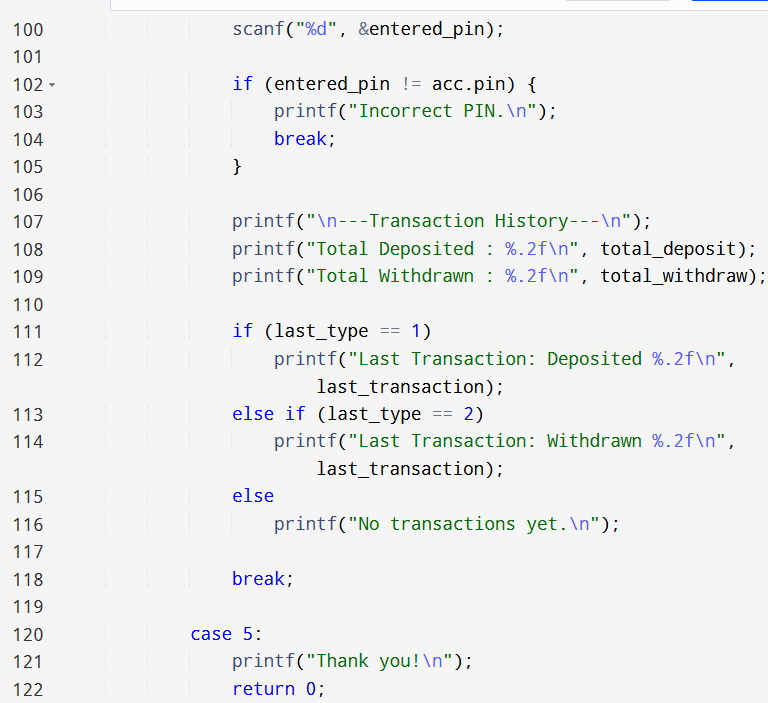 100 scanf("%d", &entered_pin);
101
102 if (entered_pin != acc.pin) {
103 printf("Incorrect PIN.\n");
104 break;
105 }
106
107 printf("\n---Transaction History---\n");
108 printf("Total Deposited : %.2f\n", total_deposit);
109 printf("Total Withdrawn : %.2f\n", total_withdraw);
110
111 if (last_type == 1)
112 printf("Last Transaction: Deposited %.2f\n",
last_transaction);
113 else if (last_type == 2)
114 printf("Last Transaction: Withdrawn %.2f\n",
last_transaction);
115 else
116 printf("No transactions yet.\n");
117
118 break;
119
120 case 5:
121 printf("Thank you!\n");
122 return 0;